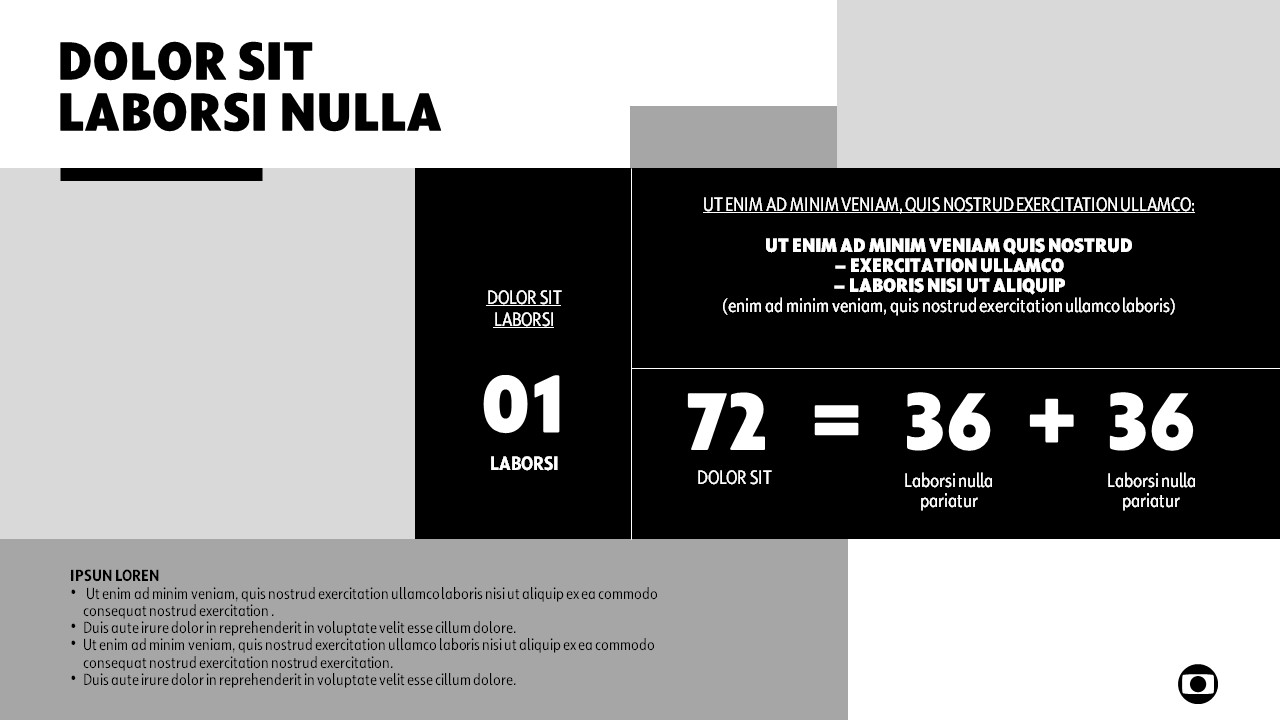 DOLOR SIT
LABORSI NULLA
DOLOR SIT
LABORSI
01
LABORSI
UT ENIM AD MINIM VENIAM, QUIS NOSTRUD EXERCITATION ULLAMCO:
UT ENIM AD MINIM VENIAM QUIS NOSTRUD
– EXERCITATION ULLAMCO
– LABORIS NISI UT ALIQUIP
(enim ad minim veniam, quis nostrud exercitation ullamco laboris)
72 = 36 + 36
DOLOR SIT
Laborsi nulla
pariatur
Laborsi nulla
pariatur
IPSUN LOREN
• Ut enim ad minim veniam, quis nostrud exercitation ullamco laboris nisi ut aliquip ex ea commodo
consequat nostrud exercitation .
• Duis aute irure dolor in reprehenderit in voluptate velit esse cillum dolore.
• Ut enim ad minim veniam, quis nostrud exercitation ullamco laboris nisi ut aliquip ex ea commodo
consequat nostrud exercitation nostrud exercitation.
• Duis aute irure dolor in reprehenderit in voluptate velit esse cillum dolore.